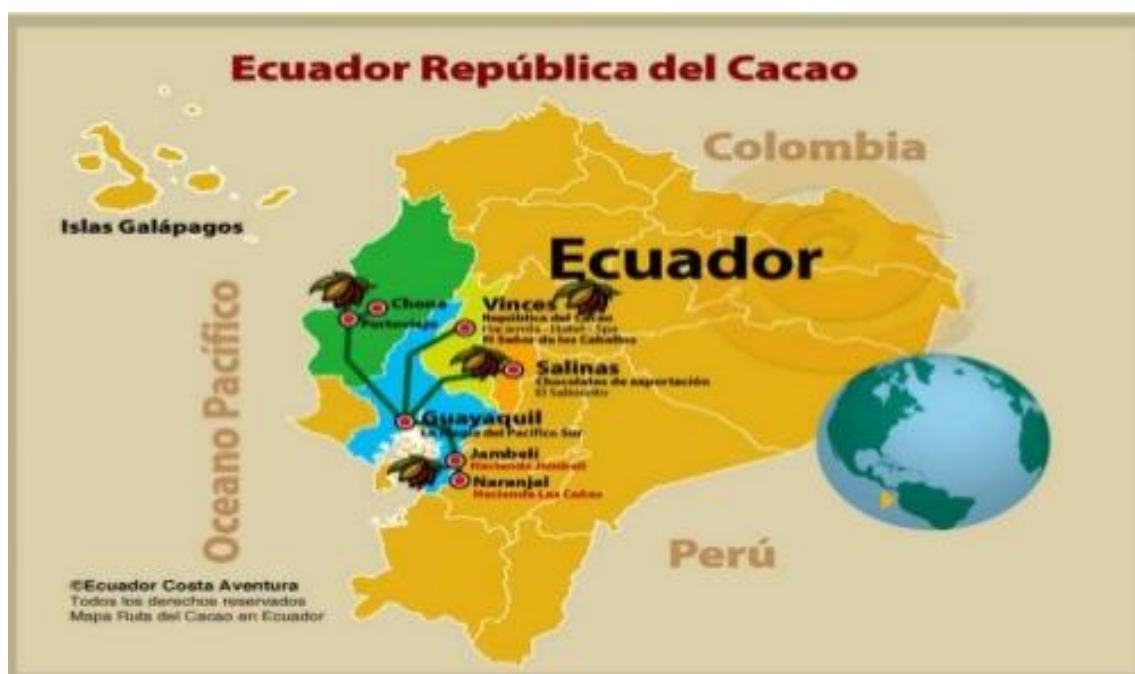 Ecuador República del Cacao
Colombia
Islas Galápagos
Ecuador
Oceano Pacífico
Chone
Portoviejo
Vinces
República del Cacao
Hacienda - Hotel - Spa
El Señor de los Caballos
Salinas
Chocolates de exportación
El Salinerito
Guayaquil
La Perla del Pacífico Sur
Jambelí
Hacienda Jambelí
Naranjal
Hacienda Las Cañas
Perú
©Ecuador Costa Aventura
Todos los derechos reservados
Mapa Ruta del Cacao en Ecuador